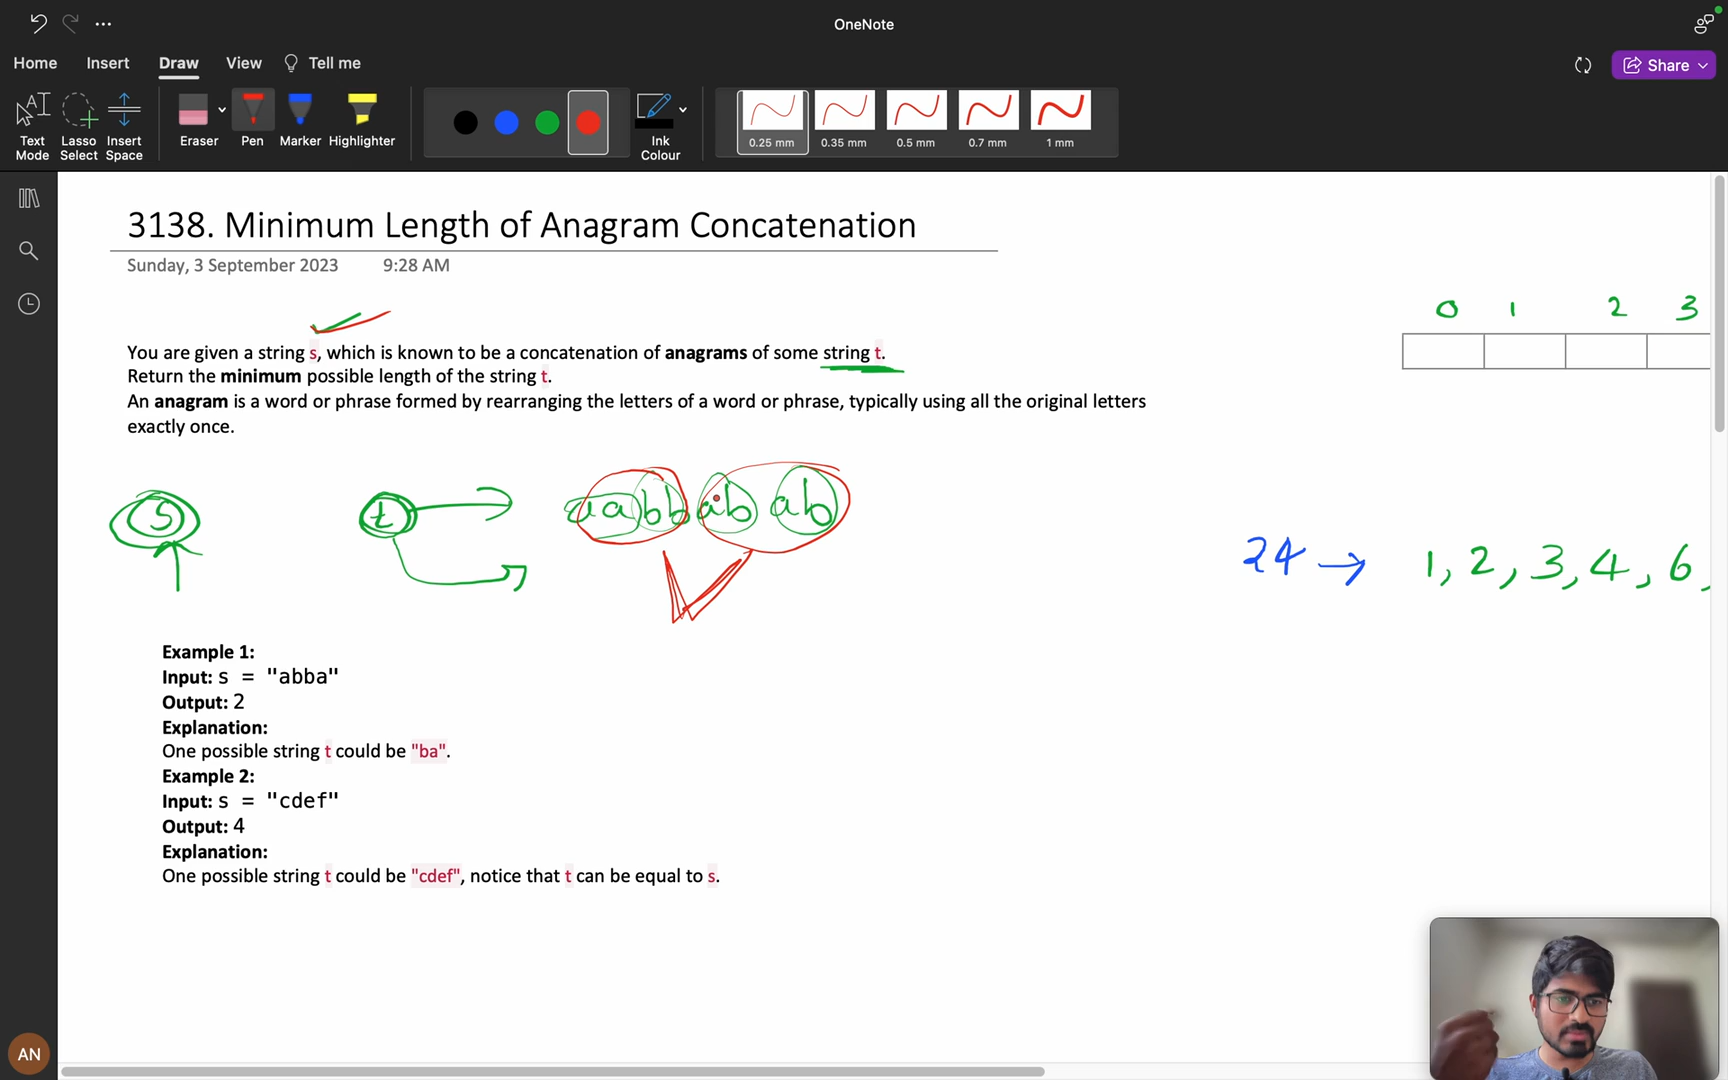 OneNote
Home Insert Draw View Tell me
Share
Text Mode
Lasso Select
Insert Space
Eraser
Pen
Marker
Highlighter
Ink Colour
0.25 mm
0.35 mm
0.5 mm
0.7 mm
1 mm
3138. Minimum Length of Anagram Concatenation
Sunday, 3 September 2023 9:28 AM
0 1 2 3
You are given a string s, which is known to be a concatenation of anagrams of some string t.
Return the minimum possible length of the string t.
An anagram is a word or phrase formed by rearranging the letters of a word or phrase, typically using all the original letters
exactly once.
S t aabb ab ab
24 → 1, 2, 3, 4, 6,
Example 1:
Input: s = "abba"
Output: 2
Explanation:
One possible string t could be "ba".
Example 2:
Input: s = "cdef"
Output: 4
Explanation:
One possible string t could be "cdef", notice that t can be equal to s.
AN